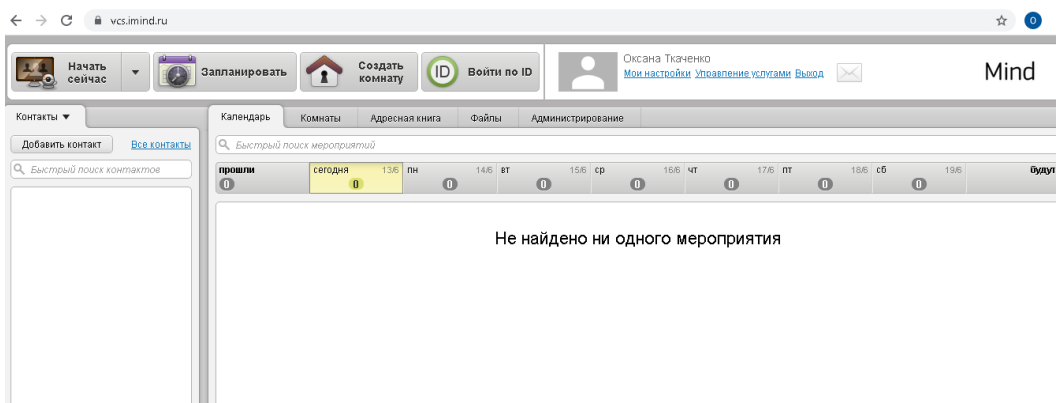 vcs.imind.ru
O
Начать сейчас
Запланировать
Создать комнату
ID
Войти по ID
Оксана Ткаченко
Мои настройки Управление услугами Выход
Mind
Контакты
Календарь Комнаты Адресная книга Файлы Администрирование
Добавить контакт Все контакты
Быстрый поиск мероприятий
Быстрый поиск контактов
прошли сегодня 13/6 пн 14/6 вт 15/6 ср 16/6 чт 17/6 пт 18/6 сб 19/6 будут
0 0 0 0 0 0 0 0
Не найдено ни одного мероприятия